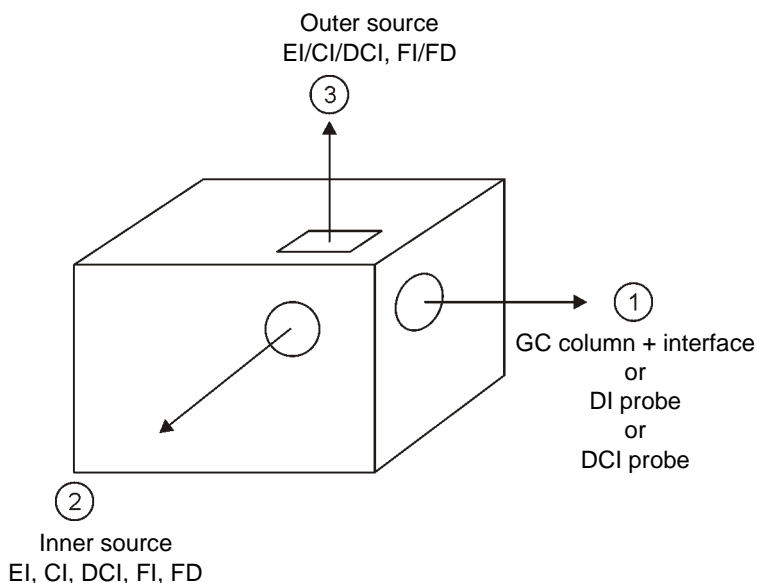 Outer source
EI/CI/DCI, FI/FD
3
1
GC column + interface
or
DI probe
or
DCI probe
2
Inner source
EI, CI, DCI, FI, FD